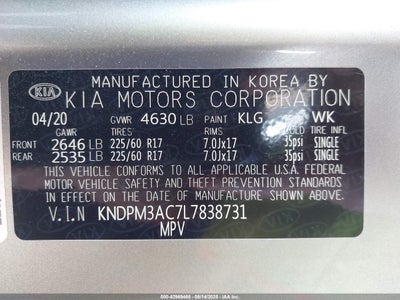 MANUFACTURED IN KOREA BY
KIA KIA MOTORS CORPORATION
04/20 GVWR 4630 LB PAINT KLG WK
GAWR TIRES RIMS COLD TIRE INFL
FRONT 2646 LB 225/60 R17 7.0Jx17 35psi SINGLE
REAR 2535 LB 225/60 R17 7.0Jx17 35psi SINGLE
THIS VEHICLE CONFORMS TO ALL APPLICABLE U.S.A. FEDERAL
MOTOR VEHICLE SAFETY, BUMPER, AND THEFT PREVENTION
STANDARDS IN EFFECT ON THE DATE OF MANUFACTURE
SHOWN ABOVE.
V.I.N KNDPM3AC7L7838731
MPV